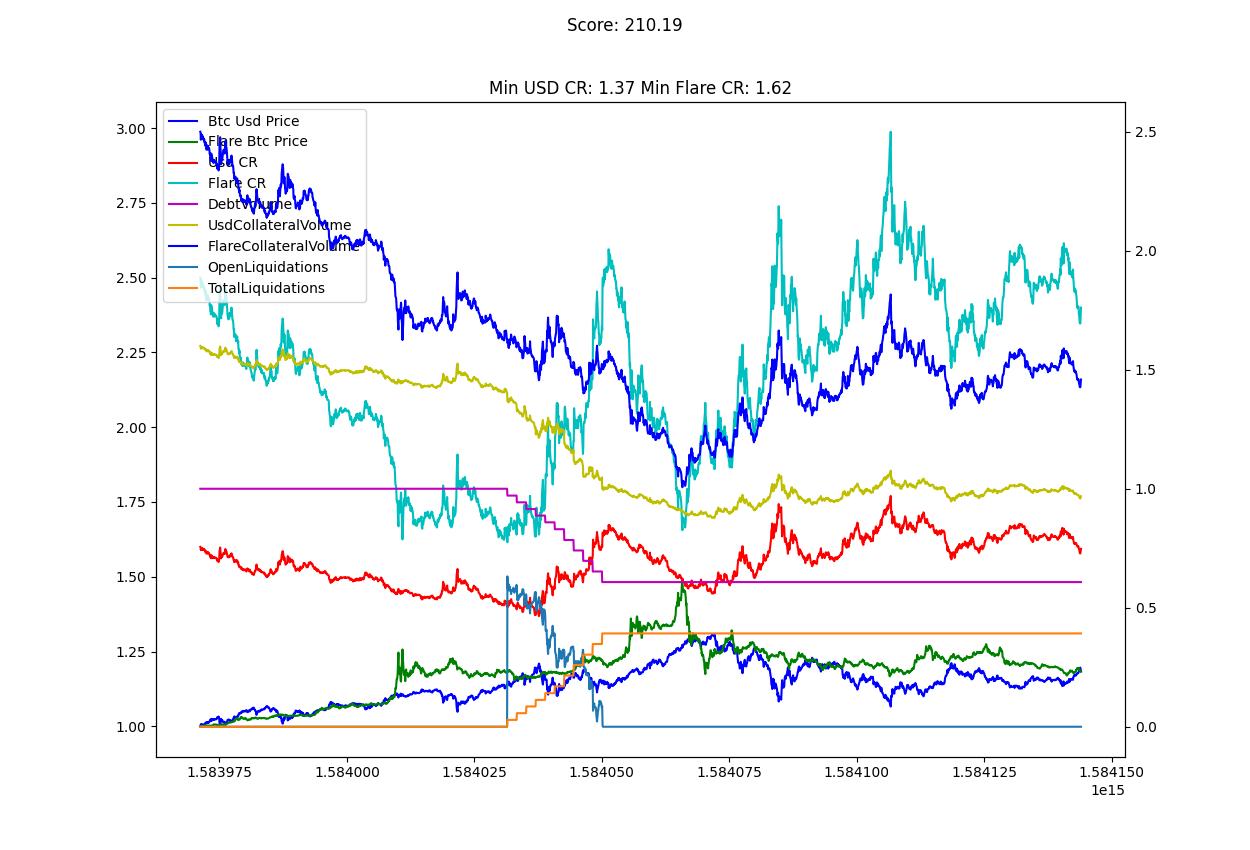 Score: 210.19
Min USD CR: 1.37 Min Flare CR: 1.62
Btc Usd Price
Flare Btc Price
Usd CR
Flare CR
DebtVolume
UsdCollateralVolume
FlareCollateralVolume
OpenLiquidations
TotalLiquidations
3.00
2.75
2.50
2.25
2.00
1.75
1.50
1.25
1.00
2.5
2.0
1.5
1.0
0.5
0.0
1.583975 1.584000 1.584025 1.584050 1.584075 1.584100 1.584125 1.584150
1e15